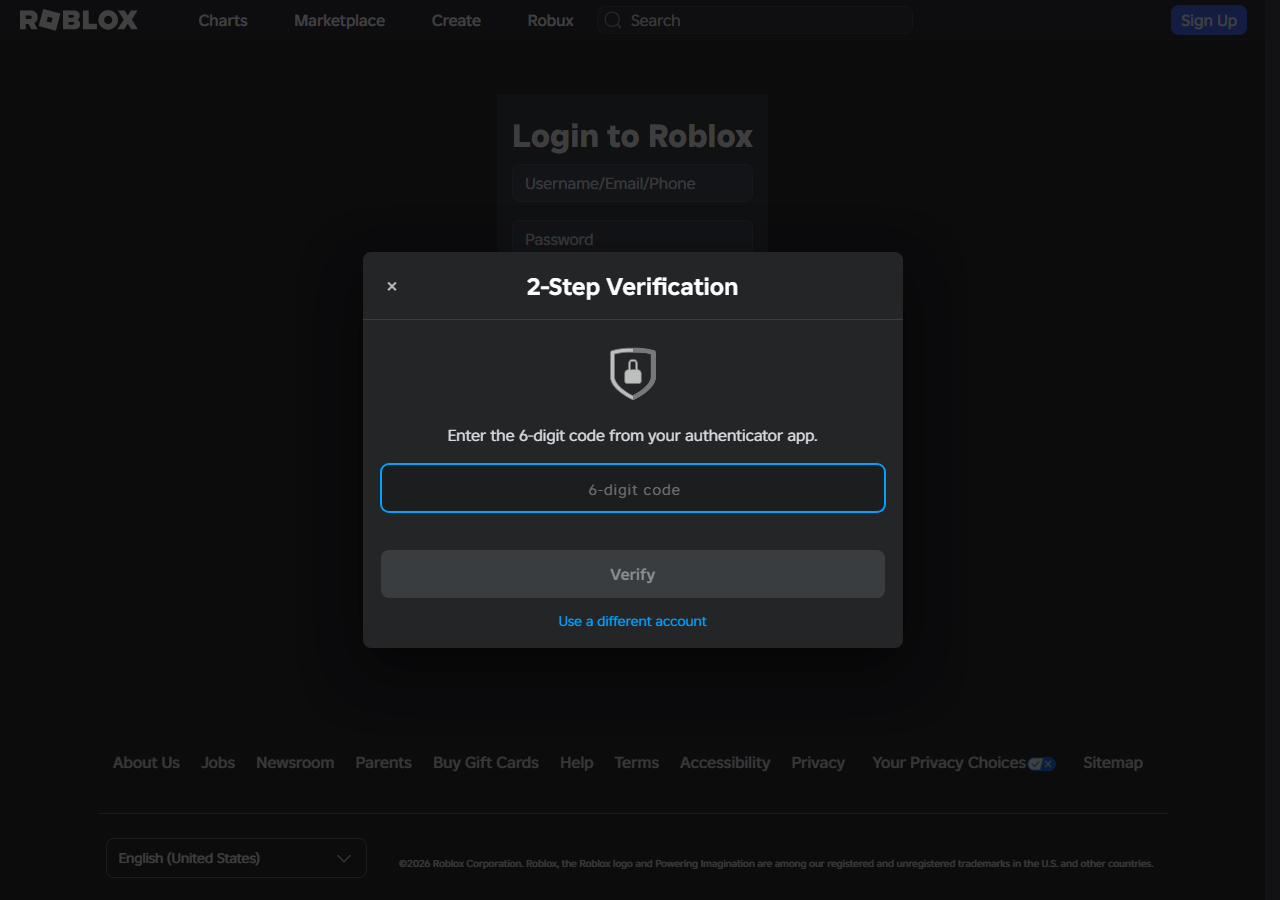 ROBLOX Charts Marketplace Create Robux Search Sign Up
Login to Roblox
Username/Email/Phone
Password
× 2-Step Verification
Enter the 6-digit code from your authenticator app.
6-digit code
Verify
Use a different account
About Us Jobs Newsroom Parents Buy Gift Cards Help Terms Accessibility Privacy Your Privacy Choices Sitemap
English (United States)
©2026 Roblox Corporation. Roblox, the Roblox logo and Powering Imagination are among our registered and unregistered trademarks in the U.S. and other countries.